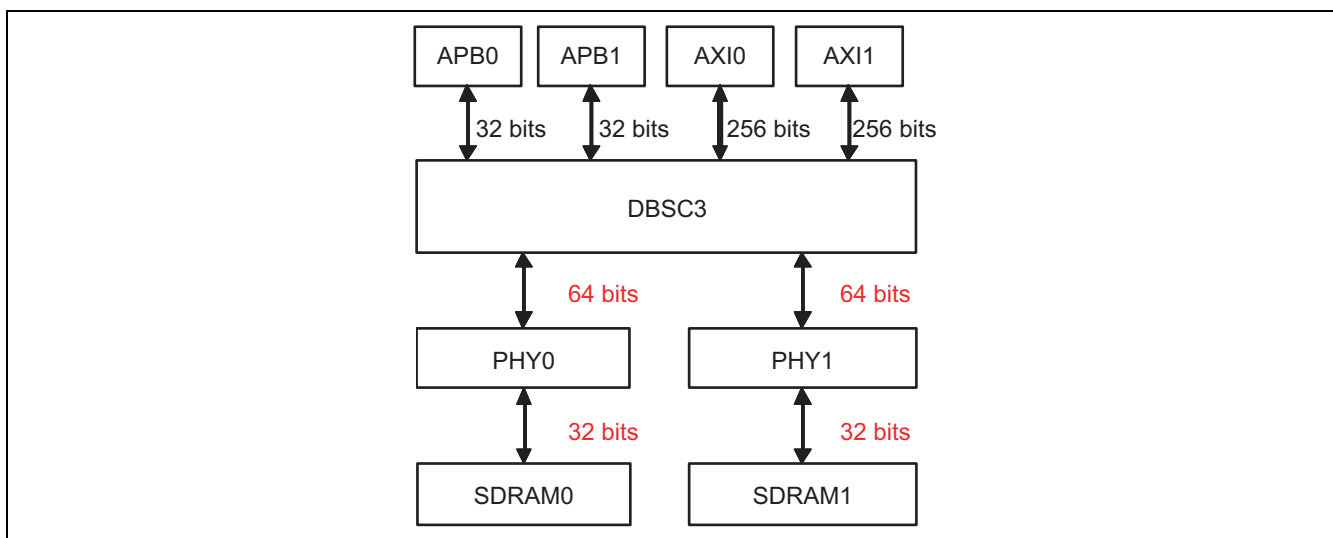 APB0 APB1 AXI0 AXI1
32 bits 32 bits 256 bits 256 bits
DBSC3
64 bits 64 bits
PHY0 PHY1
32 bits 32 bits
SDRAM0 SDRAM1